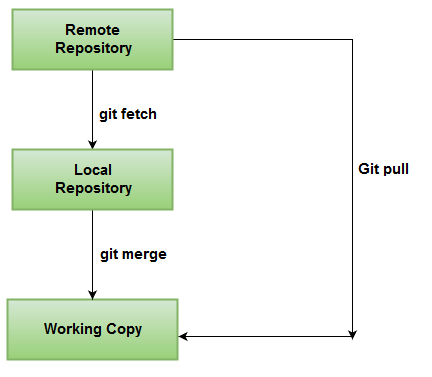 Remote
Repository
git fetch
Local
Repository
Git pull
git merge
Working Copy